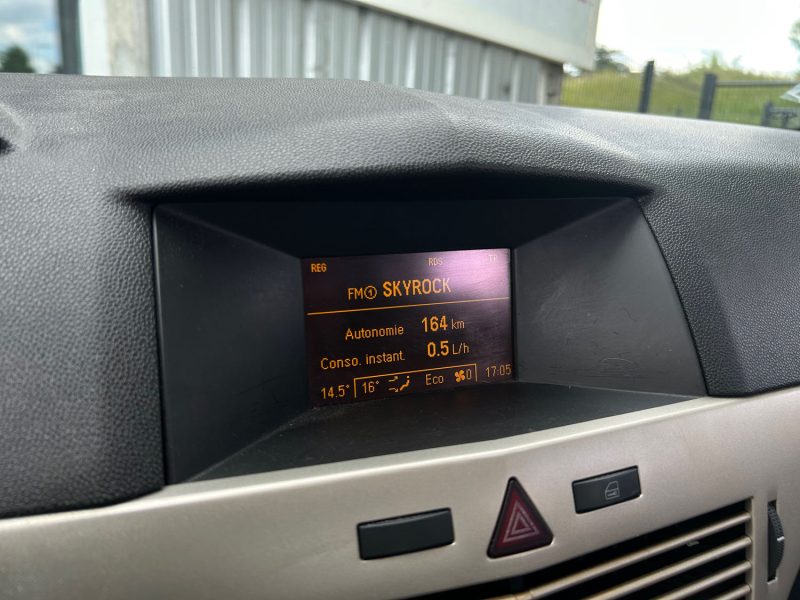 REG RDS TP
FM1 SKYROCK
Autonomie 164 km
Conso. instant. 0.5 L/h
14.5° 16° Eco 0 17:05